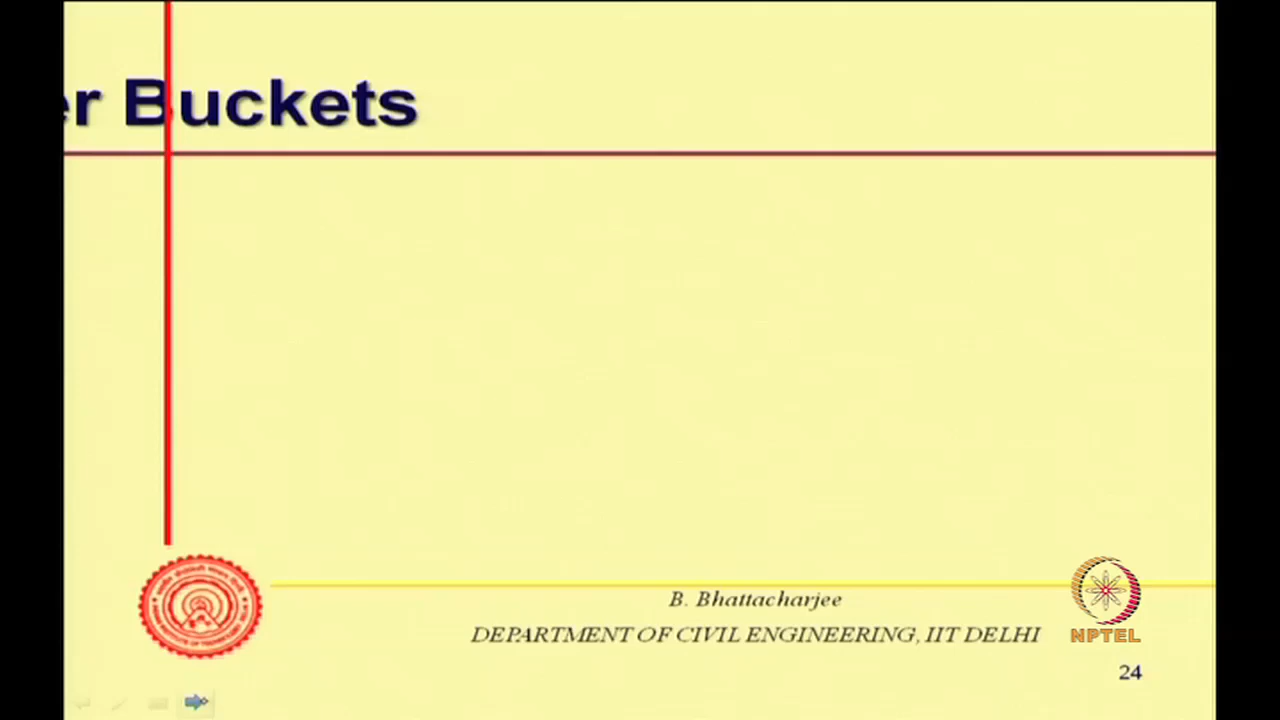 er Buckets
B. Bhattacharjee
DEPARTMENT OF CIVIL ENGINEERING, IIT DELHI
NPTEL
24